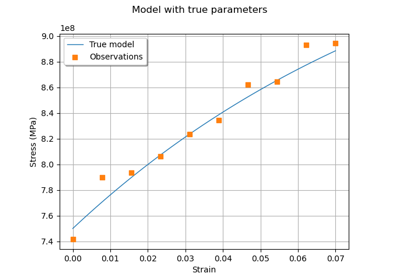 Model with true parameters
1e8
9.0
8.8
8.6
8.4
8.2
8.0
7.8
7.6
7.4
Stress (MPa)
True model
Observations
0.00 0.01 0.02 0.03 0.04 0.05 0.06 0.07
Strain